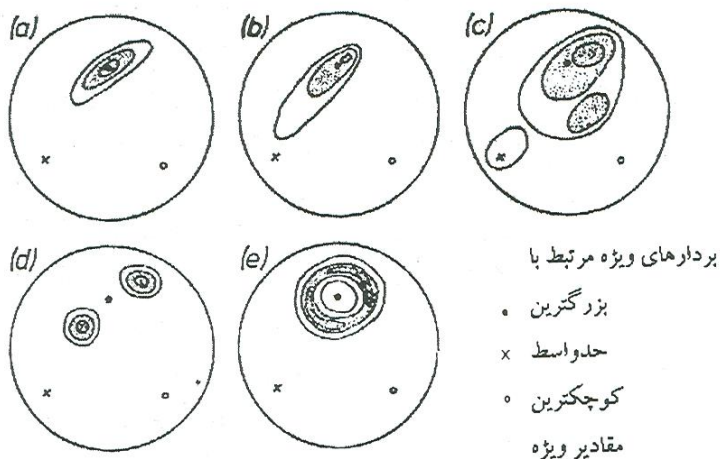 (a)
(b)
(c)
(d)
(e)
بردارهای ویژه مرتبط با
• بزرگترین
x حدواسط
o کوچکترین
مقادیر ویژه